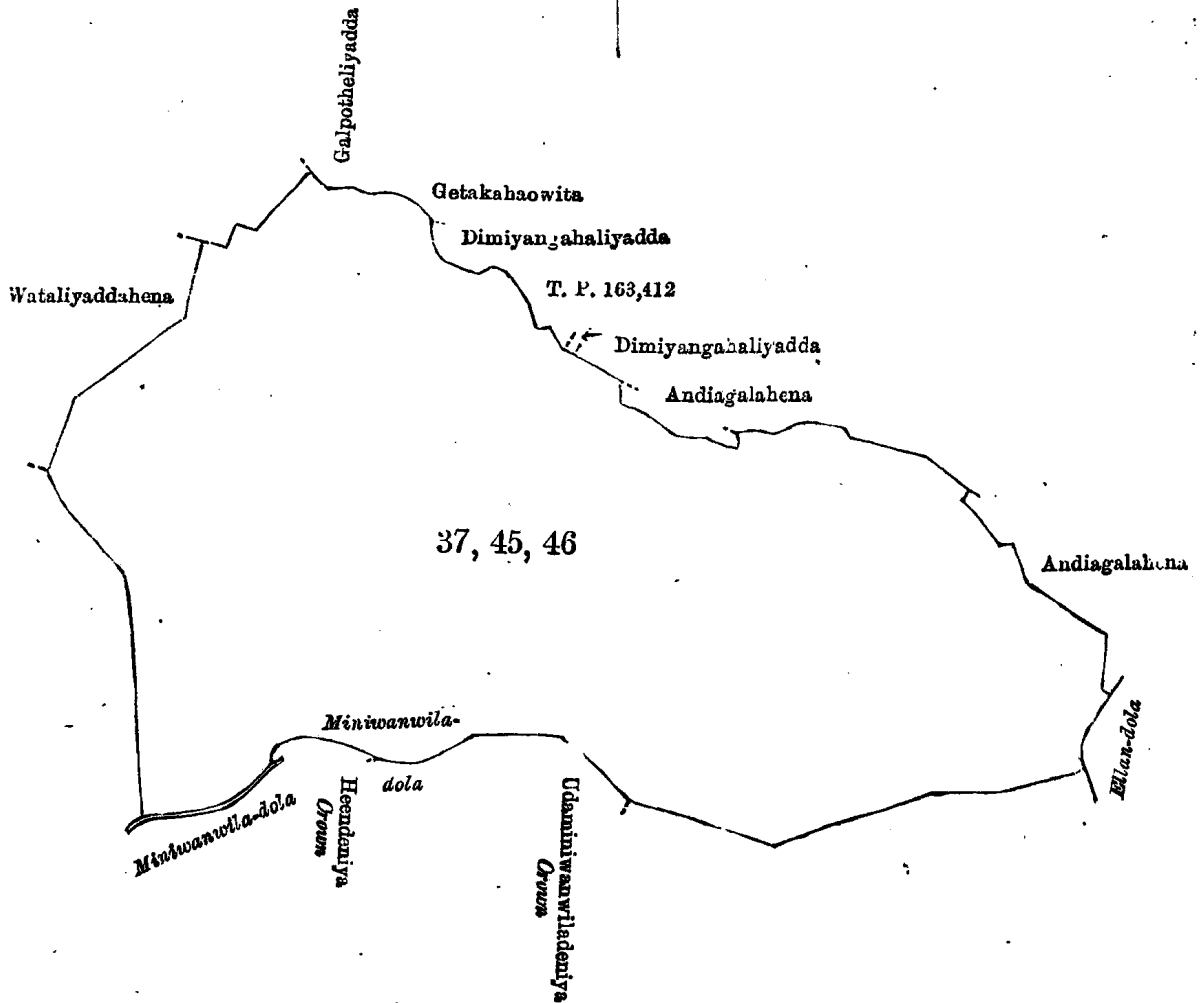 Galpotheliyadda
Getakahaowita
Dimiyangahaliyadda
Wataliyaddahena
T. P. 163,412
Dimiyangahaliyadda
Andiagalahena
37, 45, 46
Andiagalahena
Miniwanwila-
dola
Ellan-dola
Miniwanwila-dola
Heendeniya
Crown
Udaminiwanwiladeniya
Crown